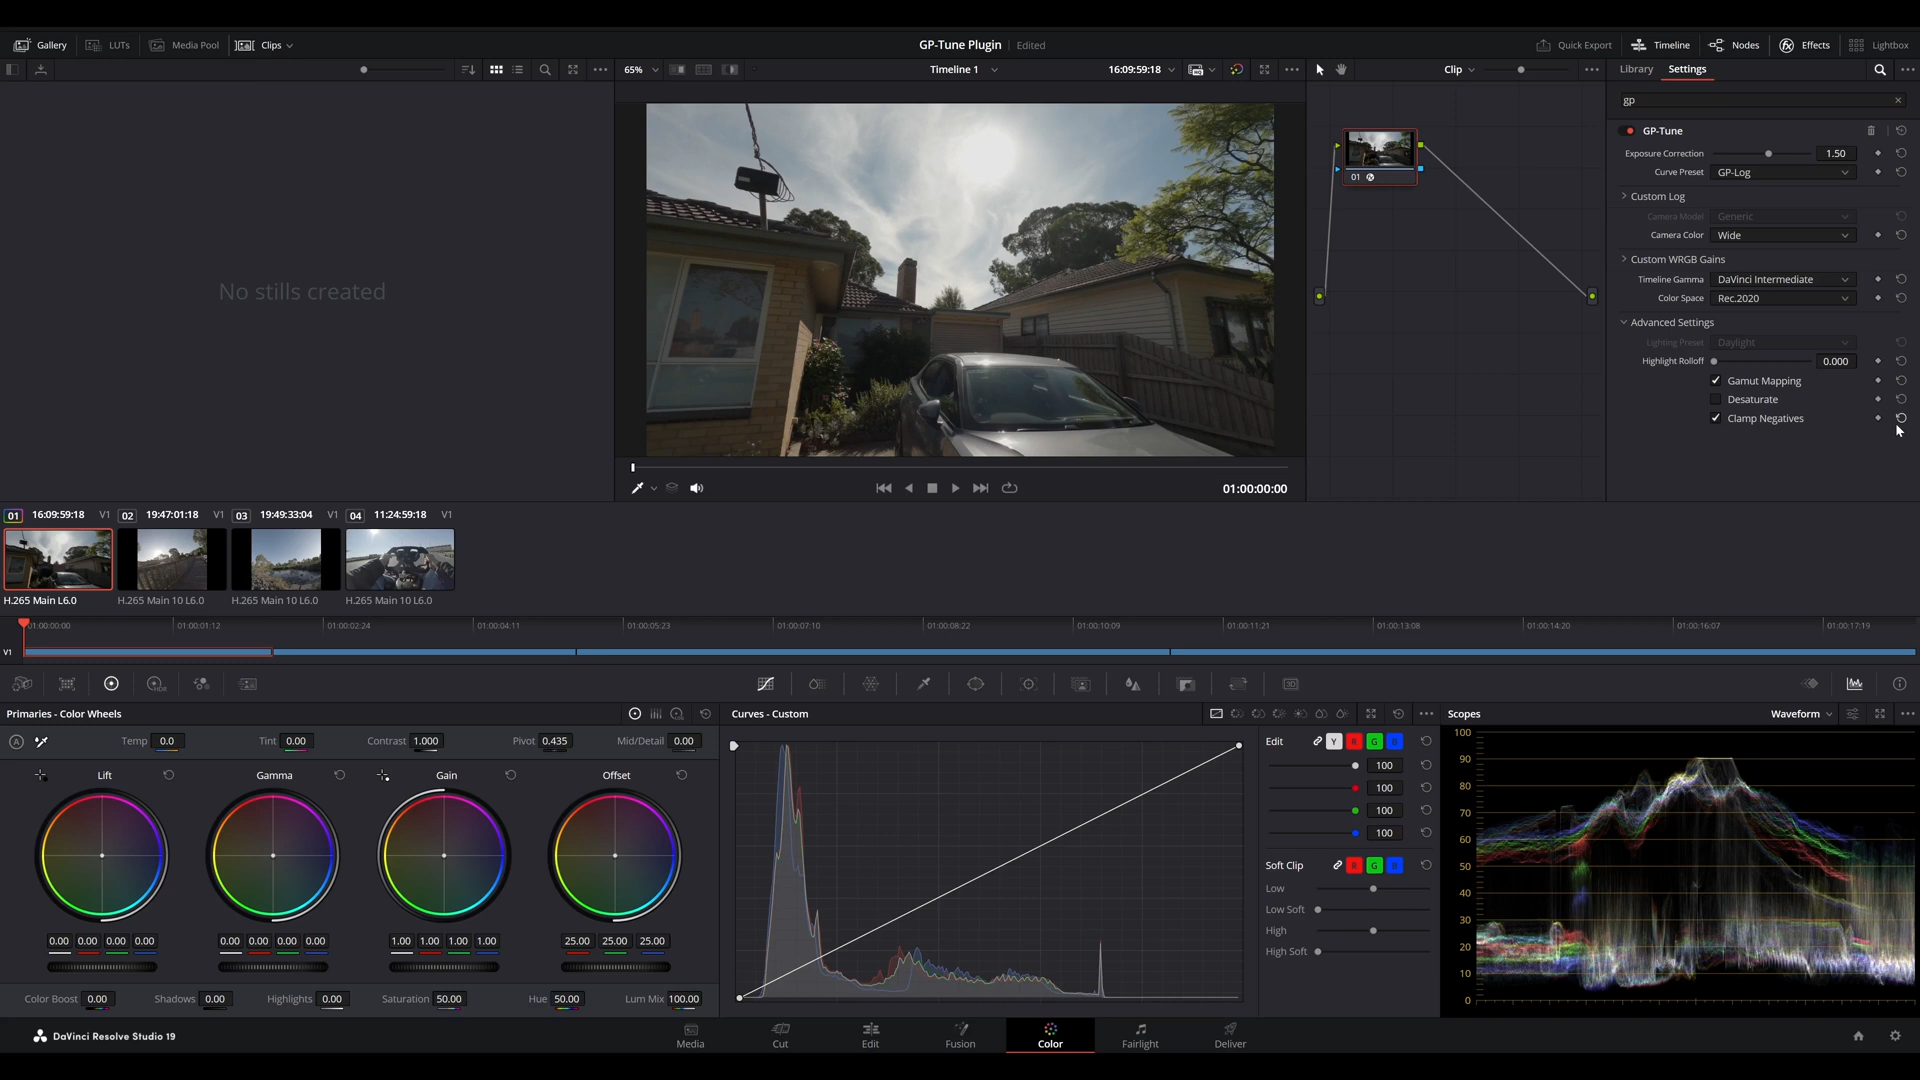 Gallery LUTs Media Pool Clips GP-Tune Plugin Edited Quick Export Timeline Nodes Effects Lightbox
65% Timeline 1 16:09:59:18 Clip Library Settings
gp
GP-Tune
Exposure Correction 1.50
Curve Preset GP-Log
Custom Log
Camera Model Generic
Camera Color Wide
Custom WRGB Gains
Timeline Gamma DaVinci Intermediate
Color Space Rec.2020
Advanced Settings
Lighting Preset Daylight
Highlight Rolloff 0.000
Gamut Mapping
Desaturate
Clamp Negatives
No stills created
01
01:00:00:00
01 16:09:59:18 V1 02 19:47:01:18 V1 03 19:49:33:04 V1 04 11:24:59:18 V1
H.265 Main L6.0 H.265 Main 10 L6.0 H.265 Main 10 L6.0 H.265 Main 10 L6.0
01:00:00:00 01:00:01:12 01:00:02:24 01:00:04:11 01:00:05:23 01:00:07:10 01:00:08:22 01:00:10:09 01:00:11:21 01:00:13:08 01:00:14:20 01:00:16:07 01:00:17:19
V1
Primaries - Color Wheels
Temp 0.0 Tint 0.00 Contrast 1.000 Pivot 0.435 Mid/Detail 0.00
Lift Gamma Gain Offset
0.00 0.00 0.00 0.00 0.00 0.00 0.00 0.00 1.00 1.00 1.00 1.00 25.00 25.00 25.00
Color Boost 0.00 Shadows 0.00 Highlights 0.00 Saturation 50.00 Hue 50.00 Lum Mix 100.00
Curves - Custom
Edit Y R G B
100
100
100
100
Soft Clip R G B
Low
Low Soft
High
High Soft
Scopes Waveform
100
90
80
70
60
50
40
30
20
10
0
DaVinci Resolve Studio 19
Media Cut Edit Fusion Color Fairlight Deliver